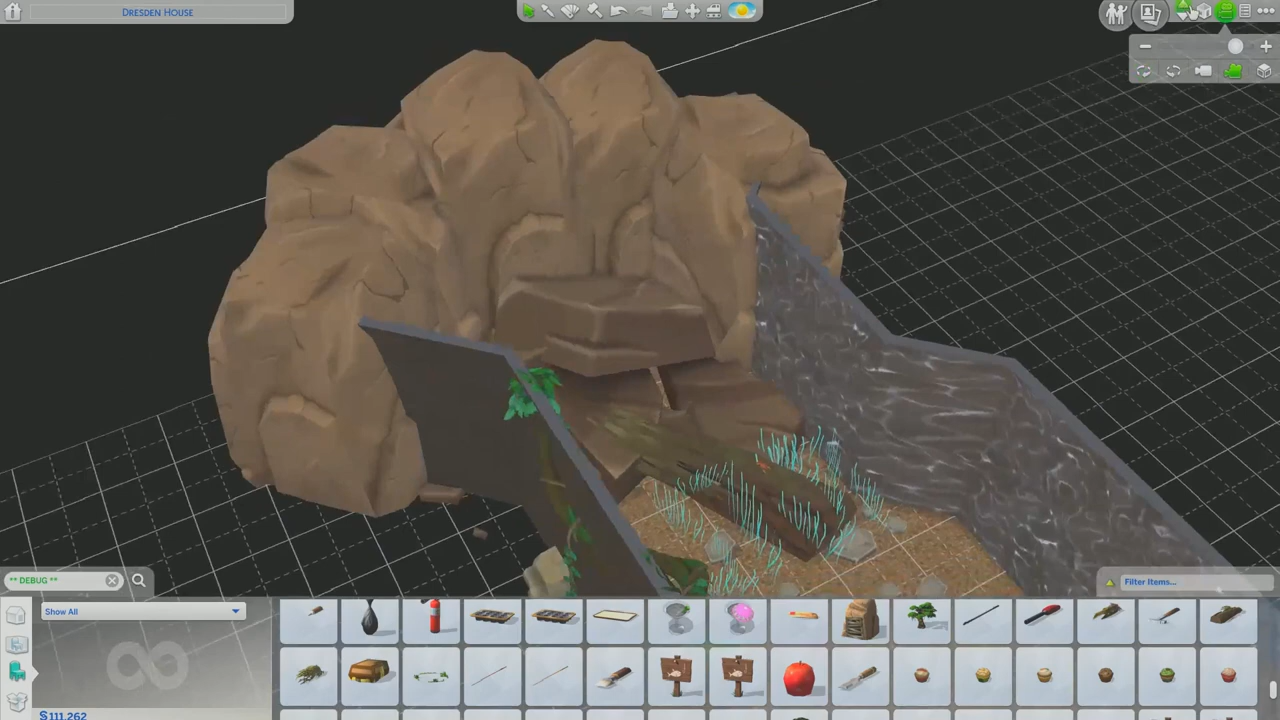 Dresden House
** DEBUG **
Filter Items...
Show All
§111,262